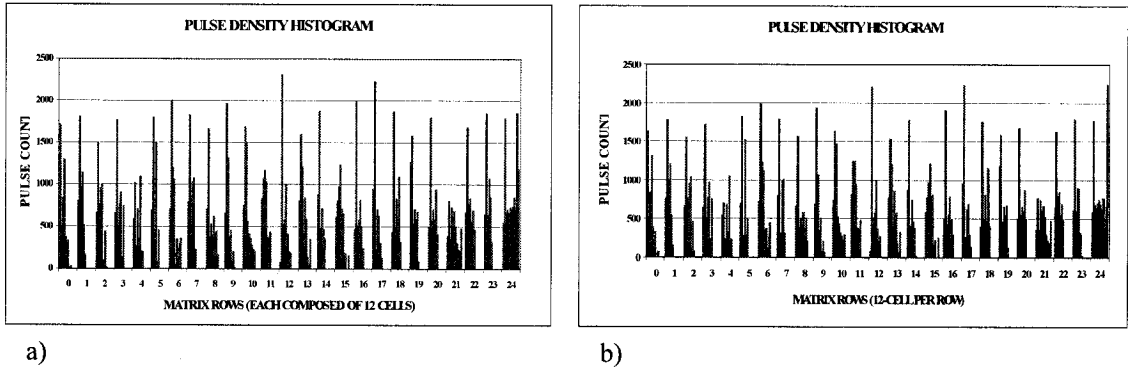 PULSE DENSITY HISTOGRAM
2500
2000
1500
1000
500
0
PULSE COUNT
0 1 2 3 4 5 6 7 8 9 10 11 12 13 14 15 16 17 18 19 20 21 22 23 24
MATRIX ROWS (EACH COMPOSED OF 12 CELLS)
a)
PULSE DENSITY HISTOGRAM
2500
2000
1500
1000
500
0
PULSE COUNT
0 1 2 3 4 5 6 7 8 9 10 11 12 13 14 15 16 17 18 19 20 21 22 23 24
MATRIX ROWS (12-CELL PER ROW)
b)